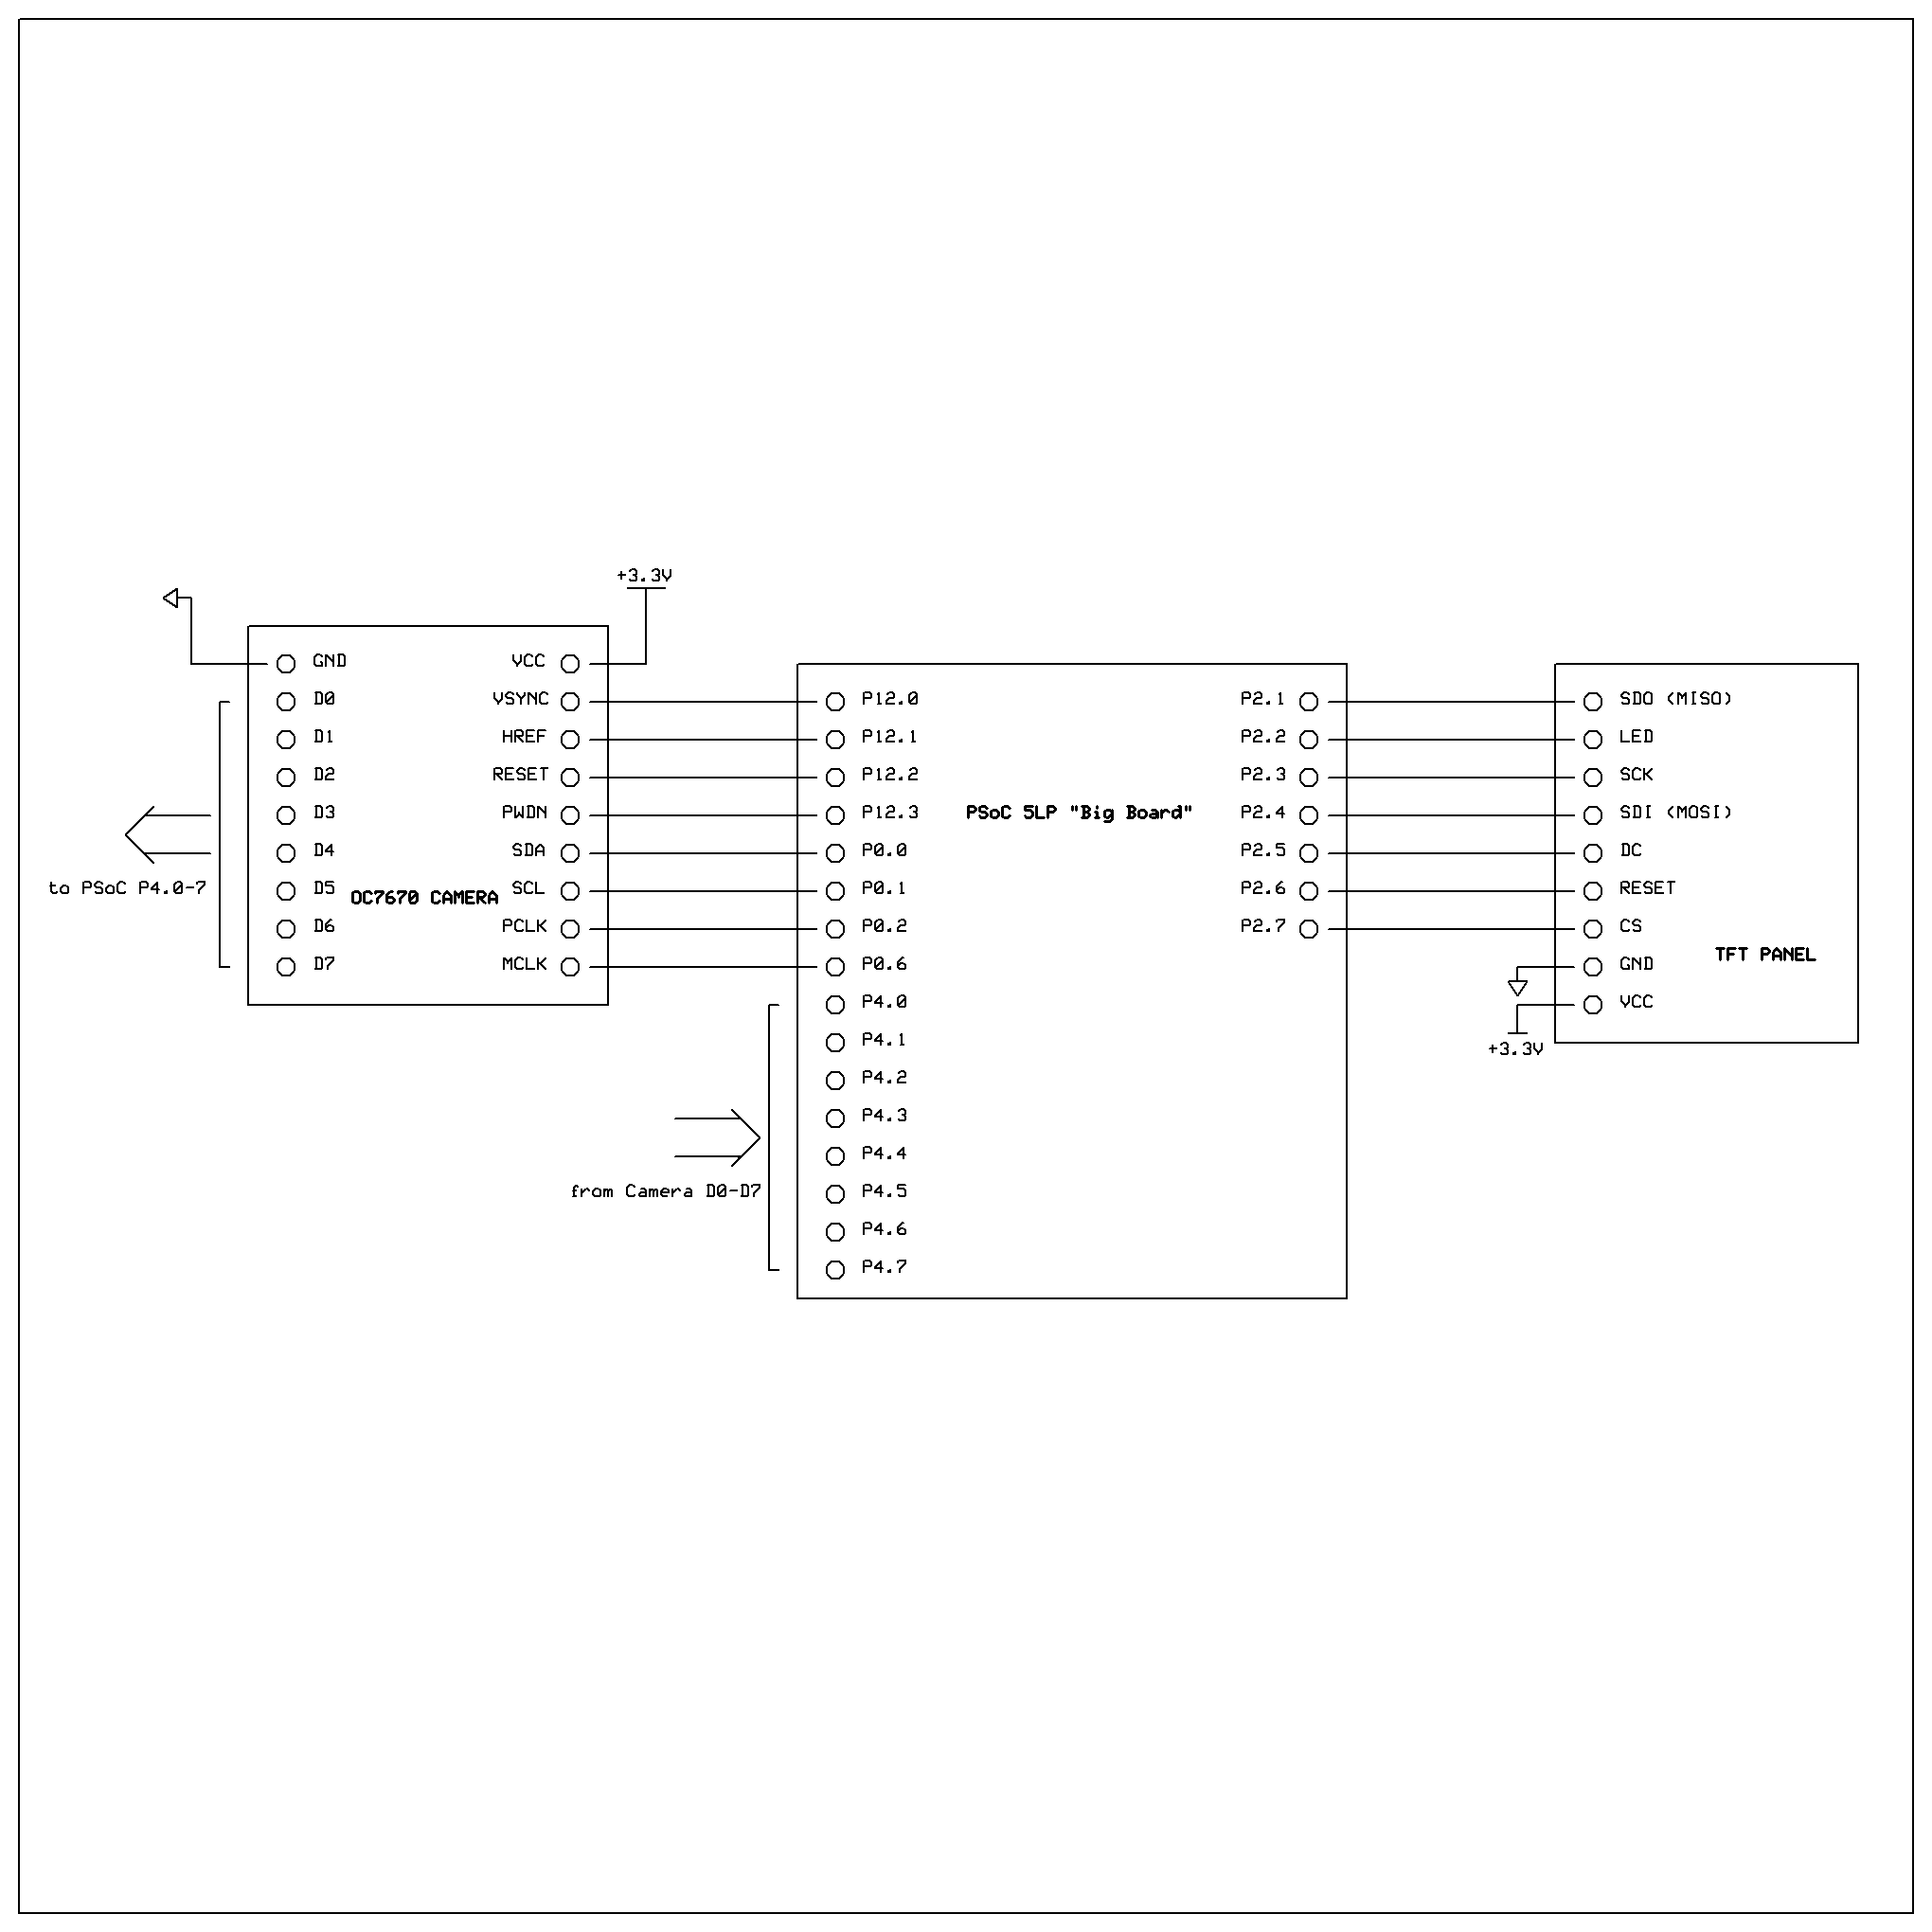 +3.3V
GND VCC
D0 VSYNC P12.0 P2.1 SDO (MISO)
D1 HREF P12.1 P2.2 LED
D2 RESET P12.2 P2.3 SCK
D3 PWDN P12.3 PSoC 5LP "Big Board" P2.4 SDI (MOSI)
D4 SDA P0.0 P2.5 DC
to PSoC P4.0-7 D5 OC7670 CAMERA SCL P0.1 P2.6 RESET
D6 PCLK P0.2 P2.7 CS
TFT PANEL
D7 MCLK P0.6 GND
P4.0 VCC
P4.1 +3.3V
P4.2
P4.3
P4.4
from Camera D0-D7 P4.5
P4.6
P4.7